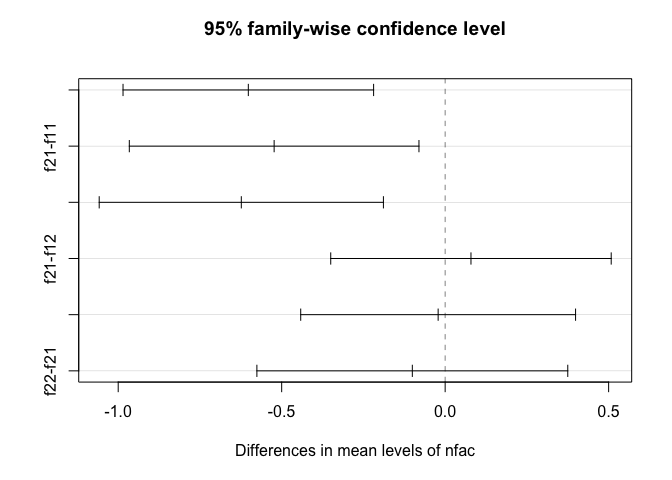 95% family-wise confidence level
f21-f11
f21-f12
f22-f21
-1.0 -0.5 0.0 0.5
Differences in mean levels of nfac